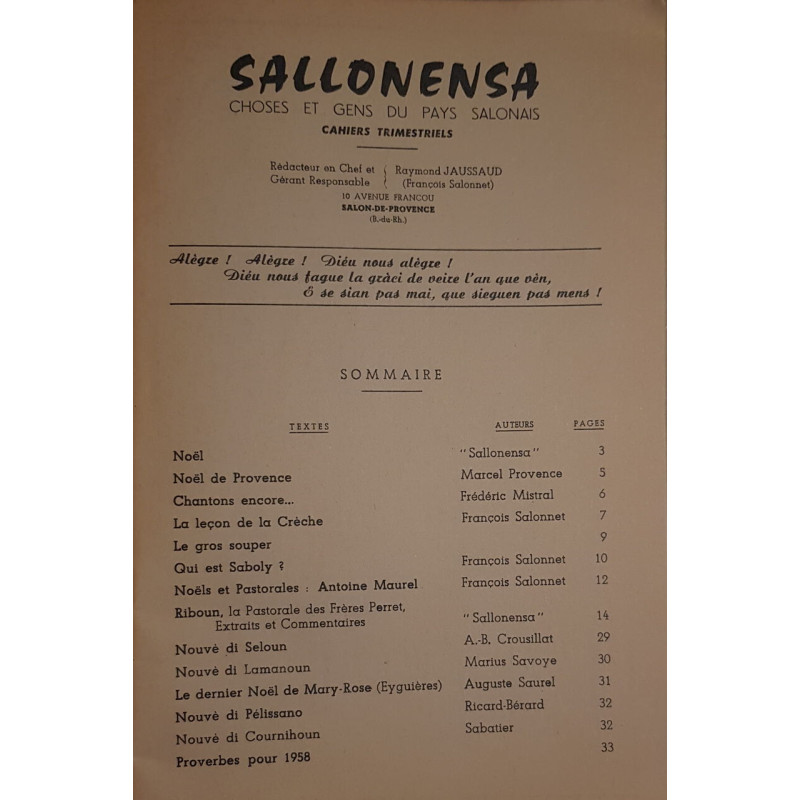 SALLONENSA
CHOSES ET GENS DU PAYS SALONAIS
CAHIERS TRIMESTRIELS
Rédacteur en Chef et Gérant Responsable { Raymond JAUSSAUD (François Salonnet)
10 AVENUE FRANCOU
SALON-DE-PROVENCE
(B.-du-Rh.)
Alègre ! Alègre ! Diéu nous alègre !
Diéu nous fague la gràci de veire l'an que vèn,
E se sian pas mai, que sieguen pas mens !
SOMMAIRE
TEXTES AUTEURS PAGES
Noël "Sallonensa" 3
Noël de Provence Marcel Provence 5
Chantons encore... Frédéric Mistral 6
La leçon de la Crèche François Salonnet 7
Le gros souper 9
Qui est Saboly ? François Salonnet 10
Noëls et Pastorales : Antoine Maurel François Salonnet 12
Riboun, la Pastorale des Frères Perret,
Extraits et Commentaires "Sallonensa" 14
Nouvè di Seloun A.-B. Crousillat 29
Nouvè di Lamanoun Marius Savoye 30
Le dernier Noël de Mary-Rose (Eyguières) Auguste Saurel 31
Nouvè di Pélissano Ricard-Bérard 32
Nouvè di Cournihoun Sabatier 32
Proverbes pour 1958 33